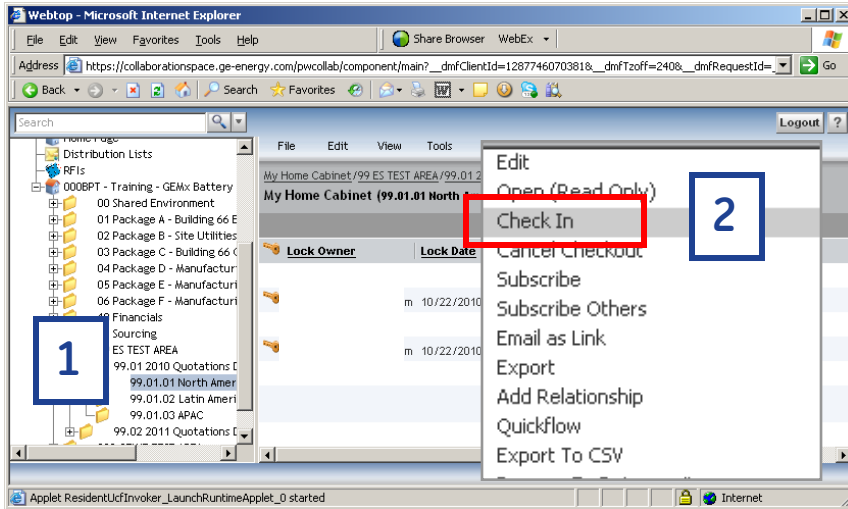 Webtop - Microsoft Internet Explorer
File Edit View Favorites Tools Help
Share Browser WebEx
Address https://collaborationspace.ge-energy.com/pwcollab/component/main?__dmfClientId=1287746070381&__dmfTzoff=240&__dmfRequestId=_ Go
Back Search Favorites
Search Logout ?
Home Page
Distribution Lists
RFIs
000BPT - Training - GEMx Battery
00 Shared Environment
01 Package A - Building 66 E
02 Package B - Site Utilities
03 Package C - Building 66 (
04 Package D - Manufactur
05 Package E - Manufacturi
06 Package F - Manufacturi
Financials
Sourcing
ES TEST AREA
99.01 2010 Quotations D
99.01.01 North Amer
99.01.02 Latin Ameri
99.01.03 APAC
99.02 2011 Quotations D
1
File Edit View Tools
My Home Cabinet/99 ES TEST AREA/99.01 2
My Home Cabinet (99.01.01 North A
Lock Owner Lock Date
m 10/22/2010
m 10/22/2010
Edit
Open (Read Only)
Check In
Cancel Checkout
Subscribe
Subscribe Others
Email as Link
Export
Add Relationship
Quickflow
Export To CSV
2
Applet ResidentUcfInvoker_LaunchRuntimeApplet_0 started Internet